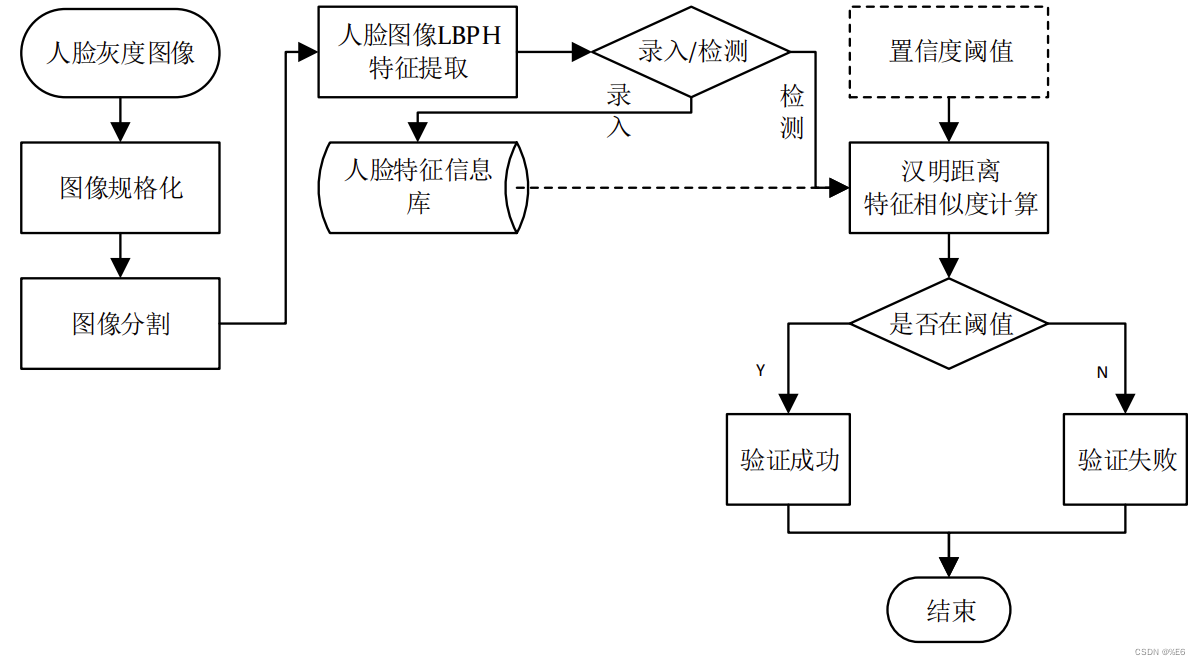 人脸灰度图像
图像规格化
图像分割
人脸图像LBPH
特征提取
录入/检测
录
入
检
测
人脸特征信息
库
置信度阈值
汉明距离
特征相似度计算
是否在阈值
Y
N
验证成功
验证失败
结束
CSDN @%E6